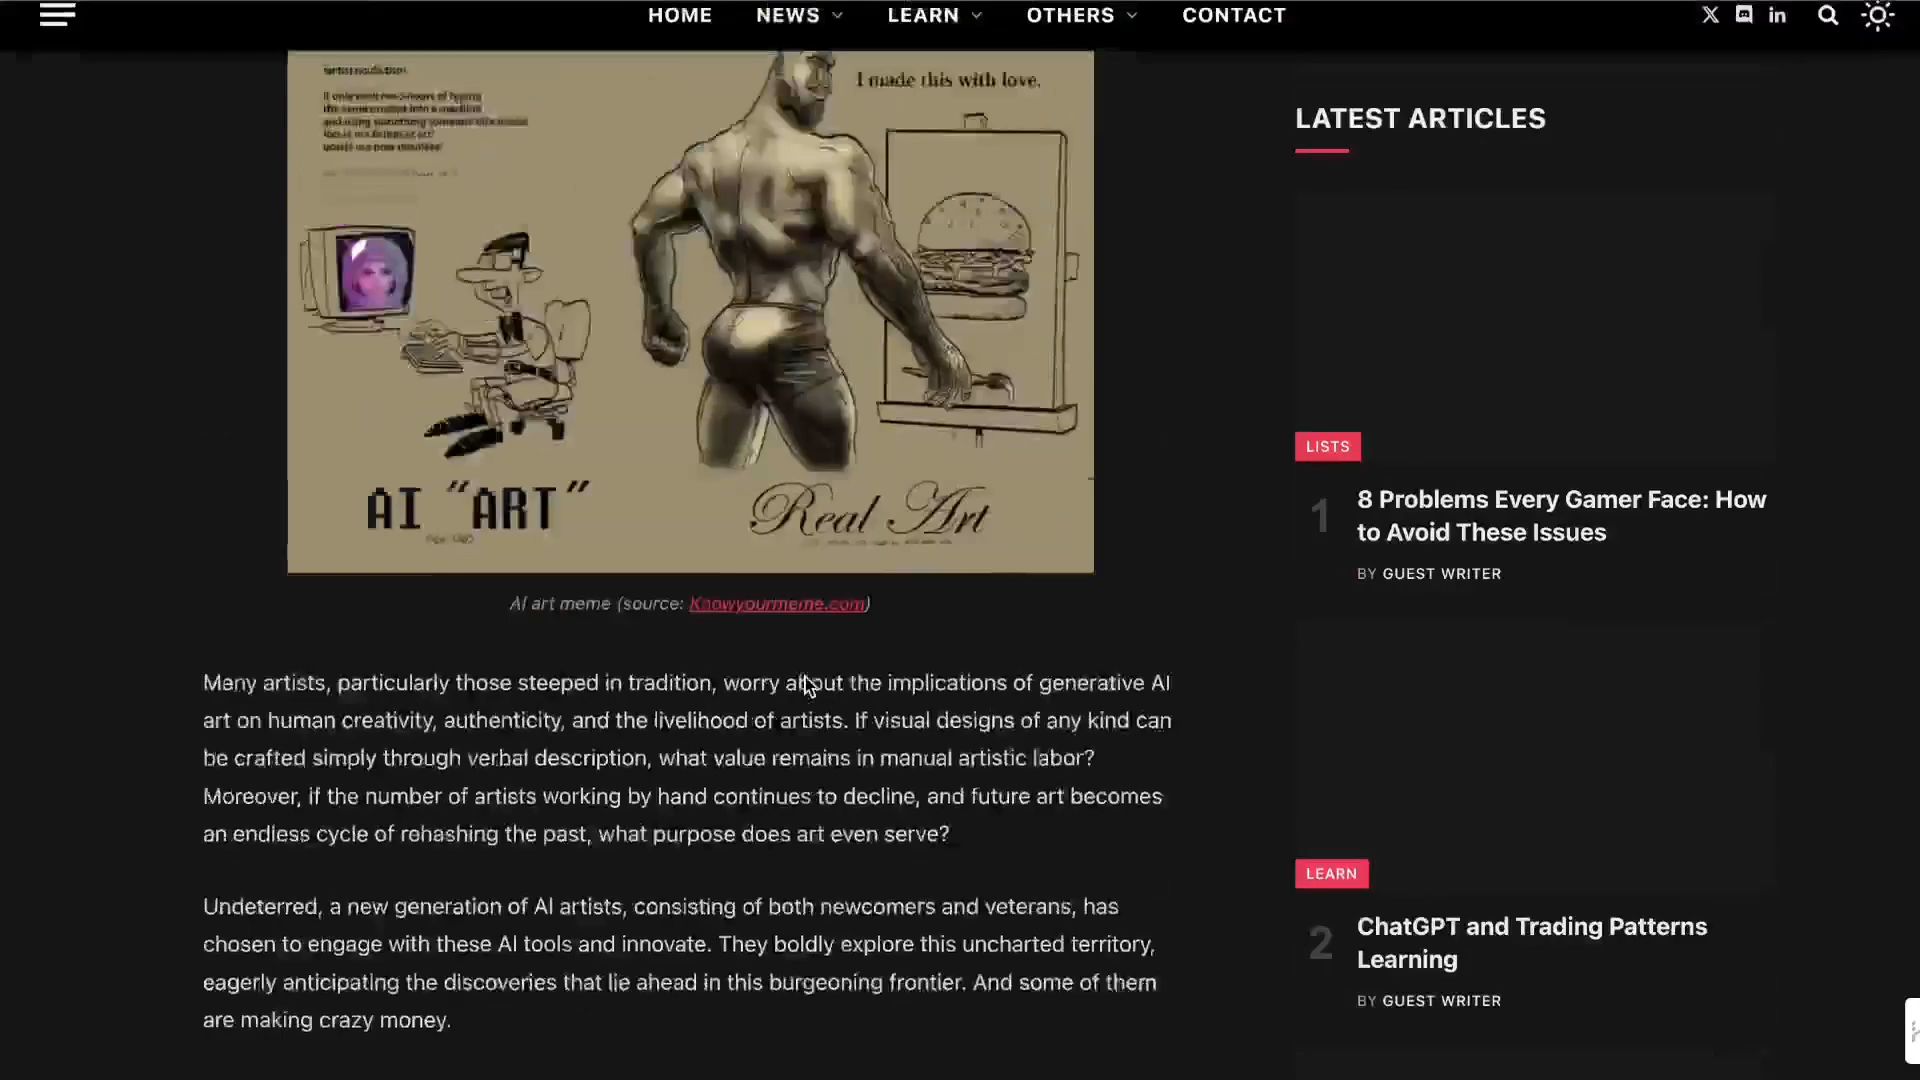 HOME NEWS LEARN OTHERS CONTACT
I made this with love.
AI “ART”
Real Art
AI art meme (source: Knowyourmeme.com)
Many artists, particularly those steeped in tradition, worry about the implications of generative AI
art on human creativity, authenticity, and the livelihood of artists. If visual designs of any kind can
be crafted simply through verbal description, what value remains in manual artistic labor?
Moreover, if the number of artists working by hand continues to decline, and future art becomes
an endless cycle of rehashing the past, what purpose does art even serve?
Undeterred, a new generation of AI artists, consisting of both newcomers and veterans, has
chosen to engage with these AI tools and innovate. They boldly explore this uncharted territory,
eagerly anticipating the discoveries that lie ahead in this burgeoning frontier. And some of them
are making crazy money.
LATEST ARTICLES
LISTS
1
8 Problems Every Gamer Face: How
to Avoid These Issues
BY GUEST WRITER
LEARN
2
ChatGPT and Trading Patterns
Learning
BY GUEST WRITER